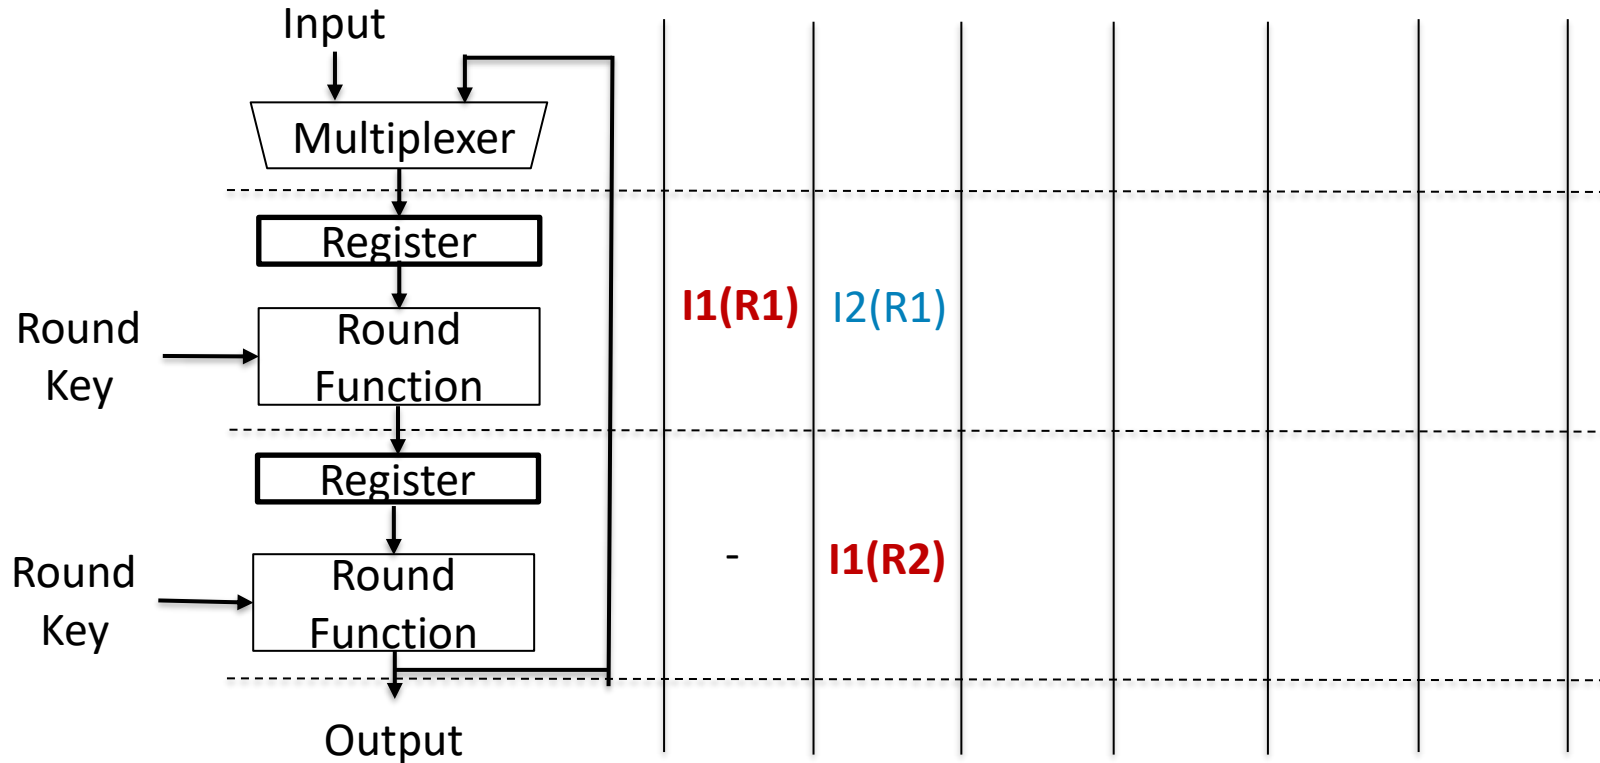 Input
Multiplexer
Register
Round
Key
Round
Function
I1(R1)
I2(R1)
Register
Round
Key
Round
Function
-
I1(R2)
Output